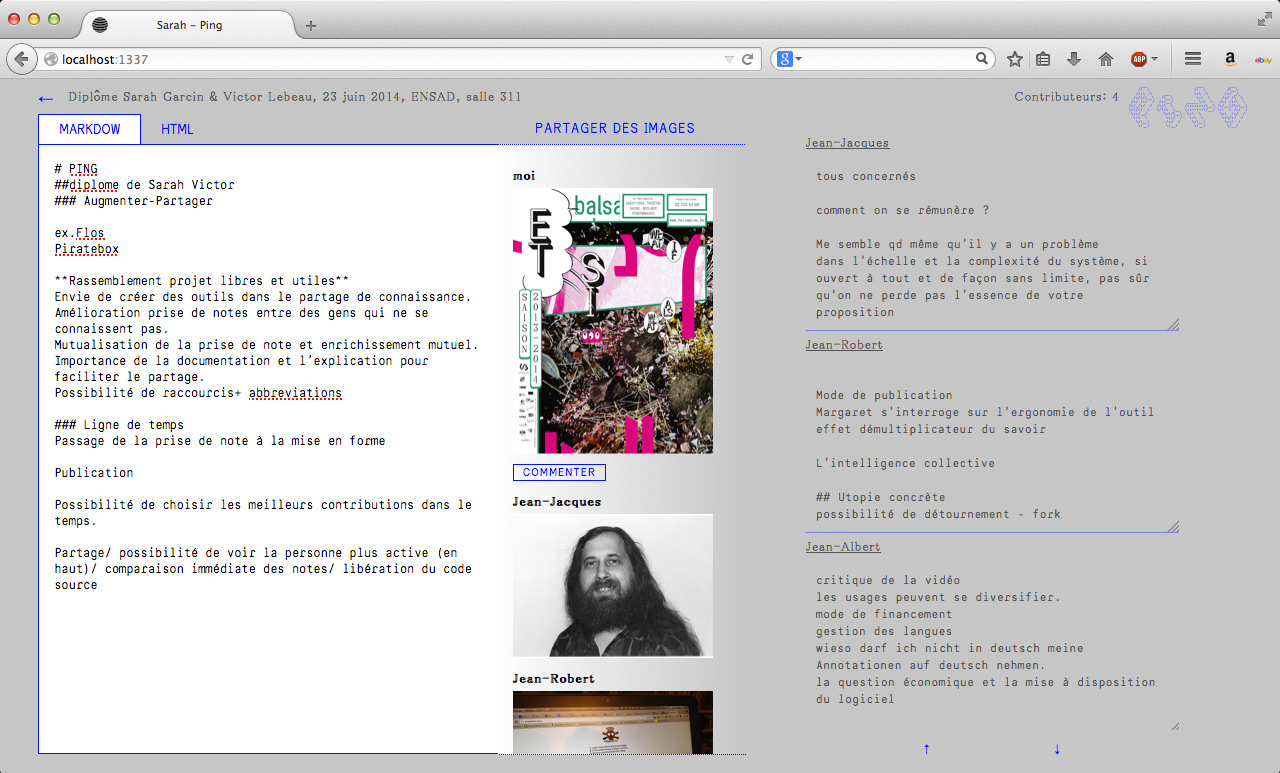 Sarah - Ping
localhost:1337
8
ABP
a
ebay
← Diplôme Sarah Garcin & Victor Lebeau, 23 juin 2014, ENSAD, salle 311
Contributeurs: 4
MARKDOW
HTML
# PING
##diplome de Sarah Victor
### Augmenter-Partager
ex.Flos
Piratebox
**Rassemblement projet libres et utiles**
Envie de créer des outils dans le partage de connaissance.
Amélioration prise de notes entre des gens qui ne se
connaissent pas.
Mutualisation de la prise de note et enrichissement mutuel.
Importance de la documentation et l'explication pour
faciliter le partage.
Possibilité de raccourcis+ abbreviations
### Ligne de temps
Passage de la prise de note à la mise en forme
Publication
Possibilité de choisir les meilleurs contributions dans le
temps.
Partage/ possibilité de voir la personne plus active (en
haut)/ comparaison immédiate des notes/ libération du code
source
PARTAGER DES IMAGES
moi
balsa
ET
SI
WE
AT
IF
WE
AT
ALS
SAISON
2013-2014
COMMENTER
Jean-Jacques
Jean-Robert
Jean-Jacques
tous concernés
comment on se rémunère ?
Me semble qd même qu'il y a un problème
dans l'échelle et la complexité du système, si
ouvert à tout et de façon sans limite, pas sûr
qu'on ne perde pas l'essence de votre
proposition
Jean-Robert
Mode de publication
Margaret s'interroge sur l'ergonomie de l'outil
effet démultiplicateur du savoir
L'intelligence collective
## Utopie concrète
possibilité de détournement - fork
Jean-Albert
critique de la vidéo
les usages peuvent se diversifier.
mode de financement
gestion des langues
wieso darf ich nicht in deutsch meine
Annotationen auf deutsch nehmen.
la question économique et la mise à disposition
du logiciel
↑ ↓